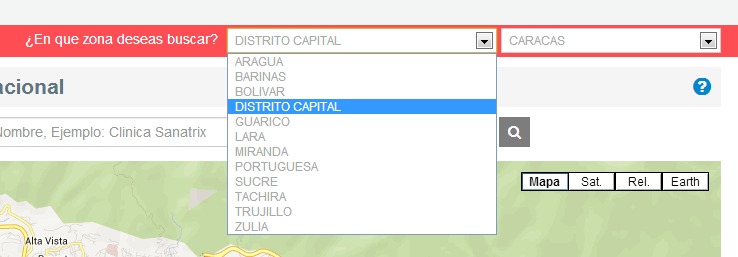 ¿En que zona deseas buscar? DISTRITO CAPITAL CARACAS
ARAGUA
BARINAS
BOLIVAR
DISTRITO CAPITAL
GUARICO
LARA
MIRANDA
PORTUGUESA
SUCRE
TACHIRA
TRUJILLO
ZULIA
acional
?
Nombre, Ejemplo: Clinica Sanatrix
Mapa Sat. Rel. Earth
Alta Vista